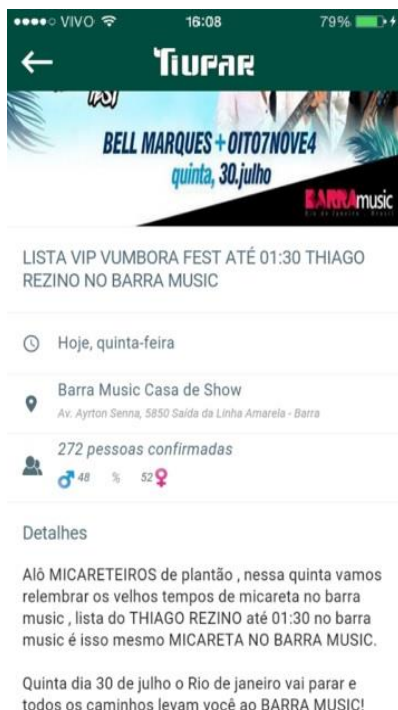 VIVO 16:08 79%
TIUPAR
BELL MARQUES + OITO7NOVE4
quinta, 30.julho
BARRAmusic
Rio de Janeiro - Brasil
LISTA VIP VUMBORA FEST ATÉ 01:30 THIAGO
REZINO NO BARRA MUSIC
Hoje, quinta-feira
Barra Music Casa de Show
Av. Ayrton Senna, 5850 Saída da Linha Amarela - Barra
272 pessoas confirmadas
48 % 52
Detalhes
Alô MICARETEIROS de plantão , nessa quinta vamos
relembrar os velhos tempos de micareta no barra
music , lista do THIAGO REZINO até 01:30 no barra
music é isso mesmo MICARETA NO BARRA MUSIC.
Quinta dia 30 de julho o Rio de janeiro vai parar e
todos os caminhos levam você ao BARRA MUSIC!